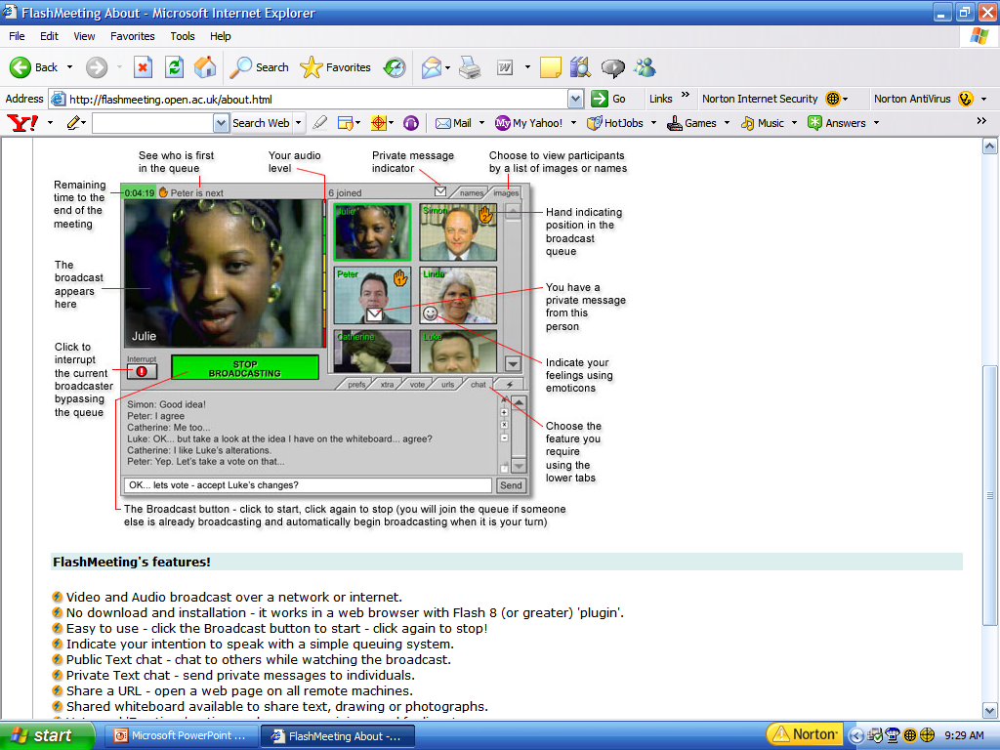 FlashMeeting About - Microsoft Internet Explorer
File Edit View Favorites Tools Help
Back Search Favorites
Address http://flashmeeting.open.ac.uk/about.html Go Links » Norton Internet Security Norton AntiVirus
Y! Search Web Mail My Yahoo! HotJobs Games Music Answers »
See who is first
in the queue
Your audio
level
Private message
indicator
Choose to view participants
by a list of images or names
Remaining
time to the
end of the
meeting
0:04:19 Peter is next
6 joined
names images
Julie
Simon
2
Peter
1
Linda
Catherine
Luke
Julie
Hand indicating
position in the
broadcast
queue
The
broadcast
appears
here
You have a
private message
from this
person
Click to
interrupt
the current
broadcaster
bypassing
the queue
Interrupt
STOP
BROADCASTING
Indicate your
feelings using
emoticons
prefs xtra vote urls chat
Simon: Good idea!
Peter: I agree
Catherine: Me too...
Luke: OK... but take a look at the idea I have on the whiteboard... agree?
Catherine: I like Luke's alterations.
Peter: Yep. Let's take a vote on that...
Choose the
feature you
require
using the
lower tabs
OK... lets vote - accept Luke's changes? Send
The Broadcast button - click to start, click again to stop (you will join the queue if someone
else is already broadcasting and automatically begin broadcasting when it is your turn)
FlashMeeting's features!
Video and Audio broadcast over a network or internet.
No download and installation - it works in a web browser with Flash 8 (or greater) 'plugin'.
Easy to use - click the Broadcast button to start - click again to stop!
Indicate your intention to speak with a simple queuing system.
Public Text chat - chat to others while watching the broadcast.
Private Text chat - send private messages to individuals.
Share a URL - open a web page on all remote machines.
Shared whiteboard available to share text, drawing or photographs.
start Microsoft PowerPoint ... FlashMeeting About -... Norton 9:29 AM